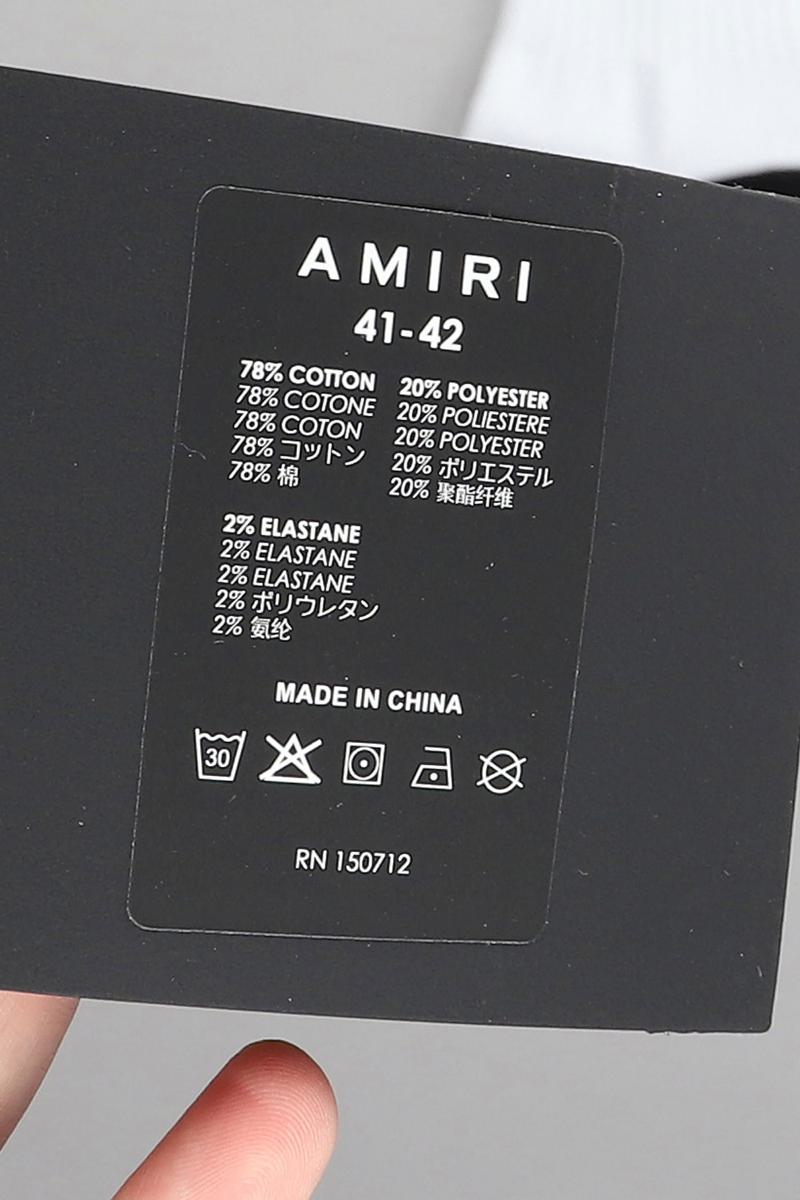 AMIRI
41-42
78% COTTON
78% COTONE
78% COTON
78% コットン
78% 棉
20% POLYESTER
20% POLIESTERE
20% POLYESTER
20% ポリエステル
20% 聚酯纤维
2% ELASTANE
2% ELASTANE
2% ELASTANE
2% ポリウレタン
2% 氨纶
MADE IN CHINA
30
RN 150712